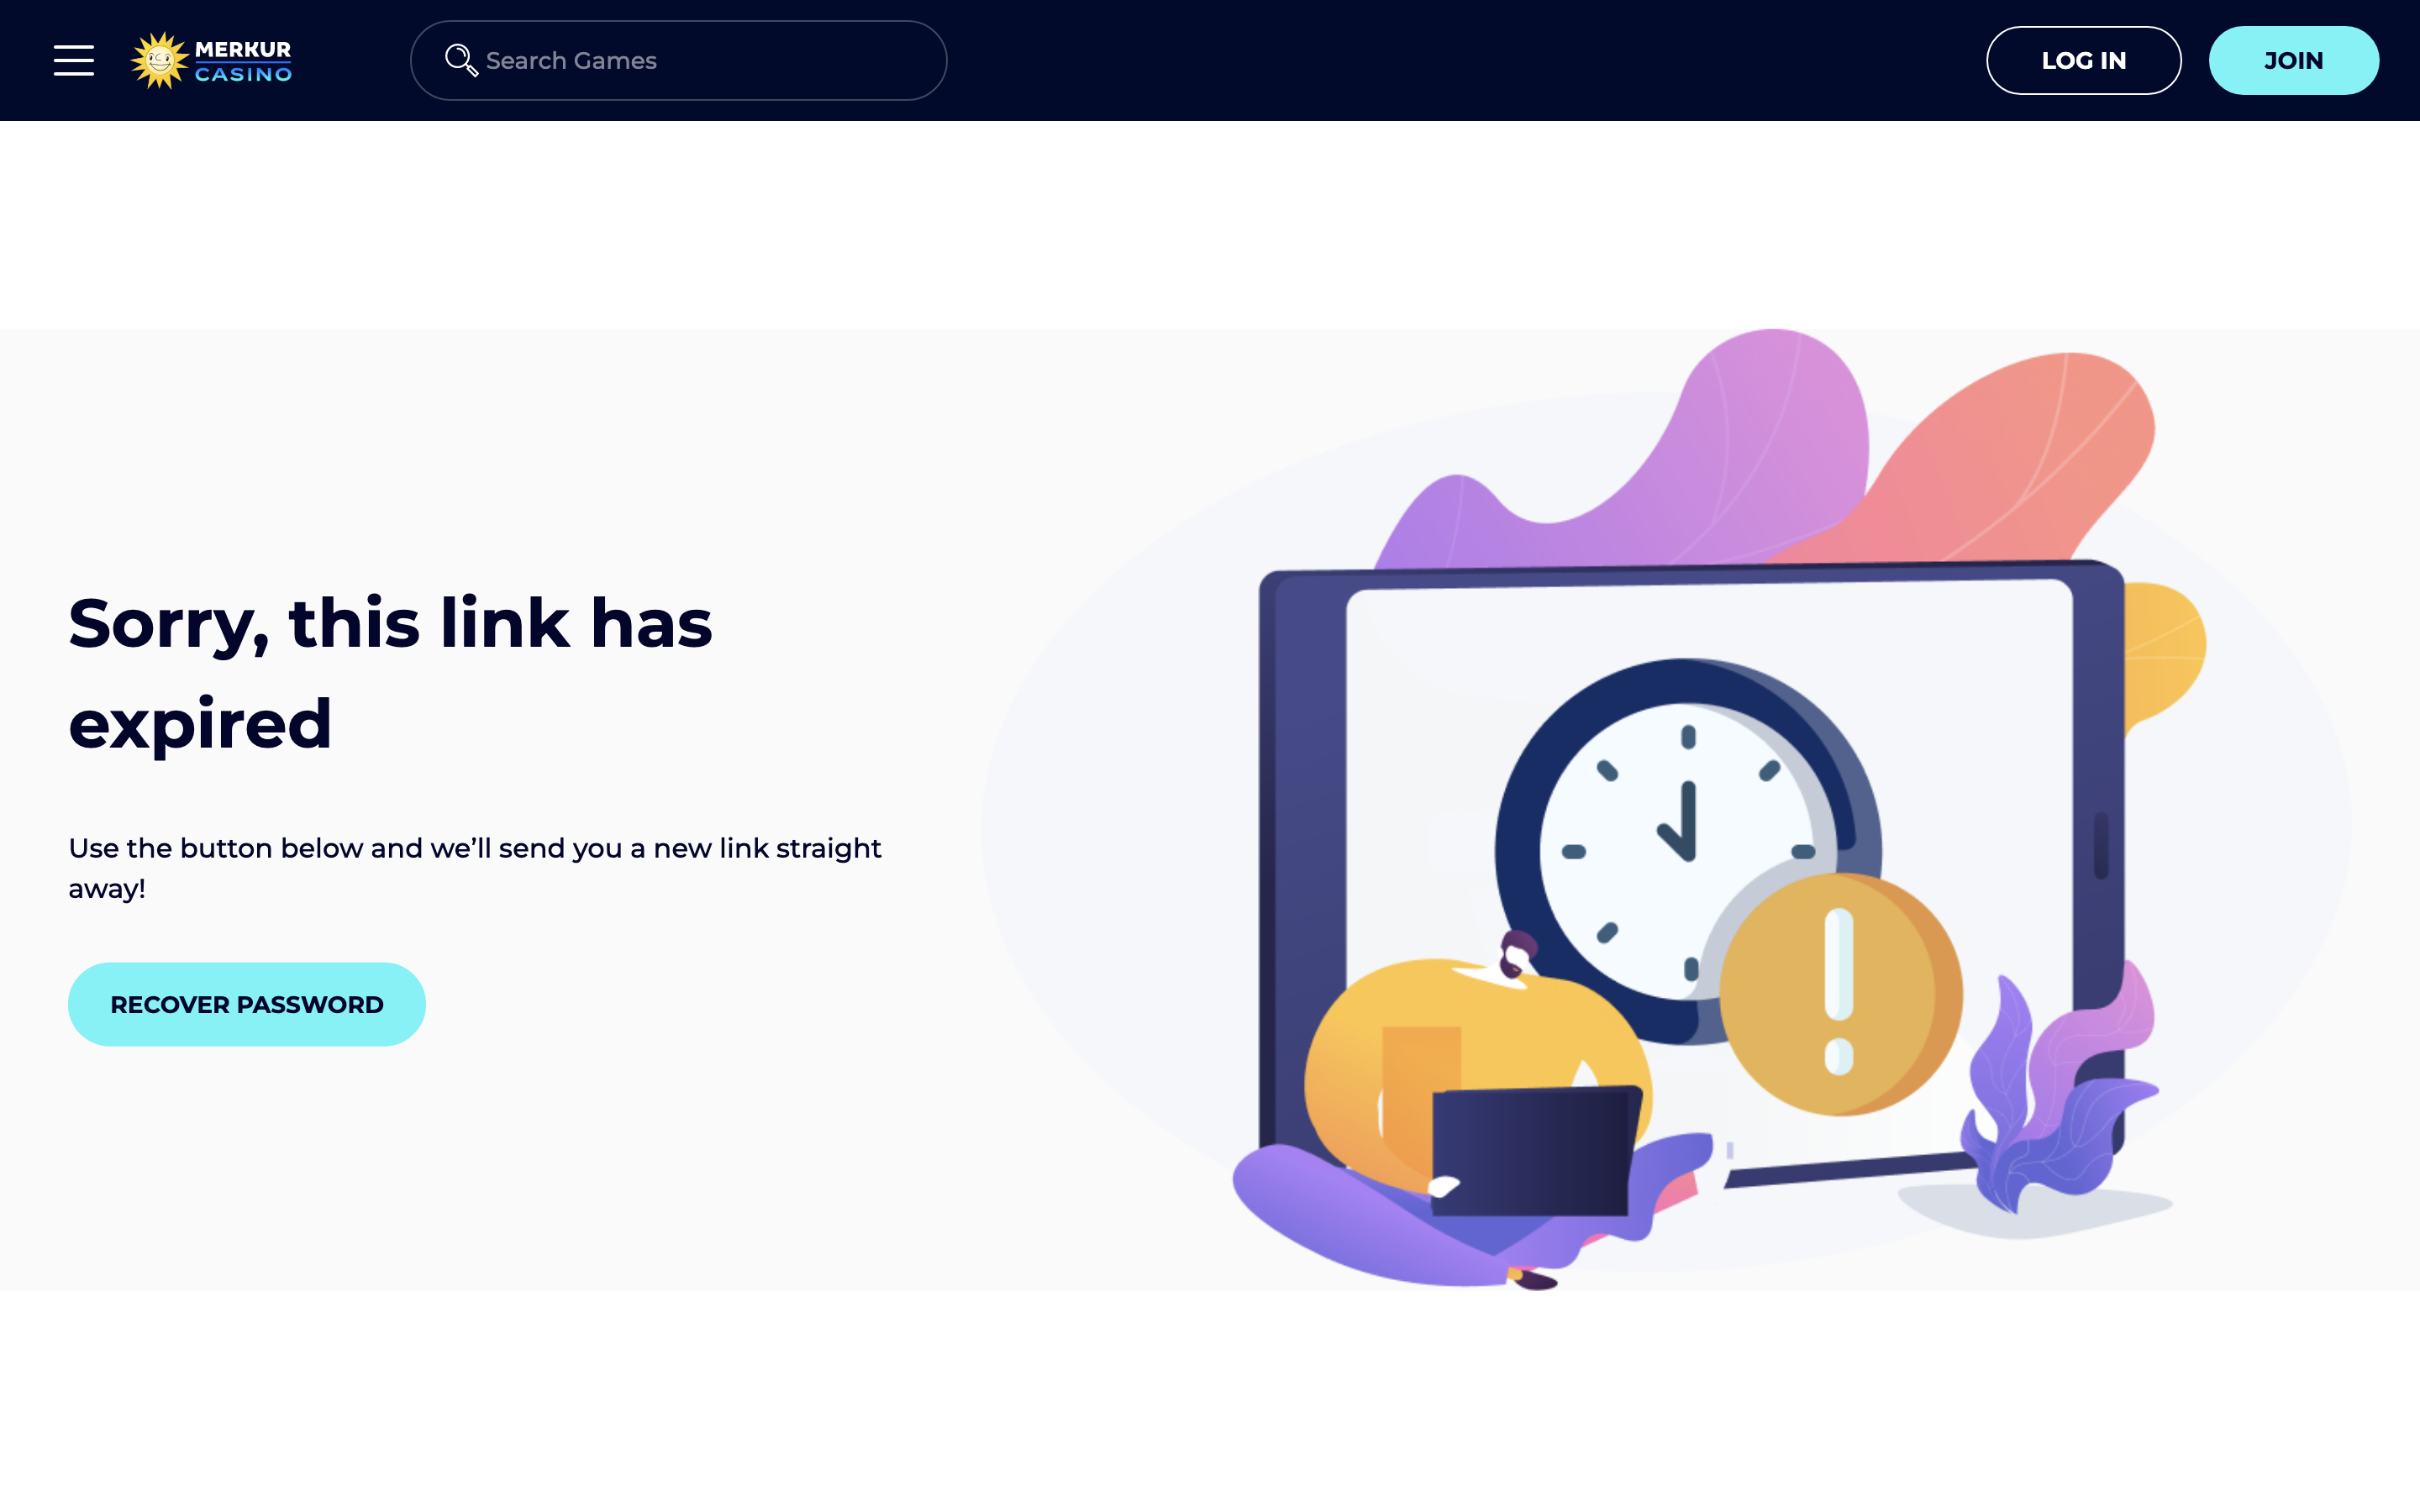 MERKUR
CASINO
Search Games
LOG IN
JOIN
Sorry, this link has
expired
Use the button below and we’ll send you a new link straight
away!
RECOVER PASSWORD